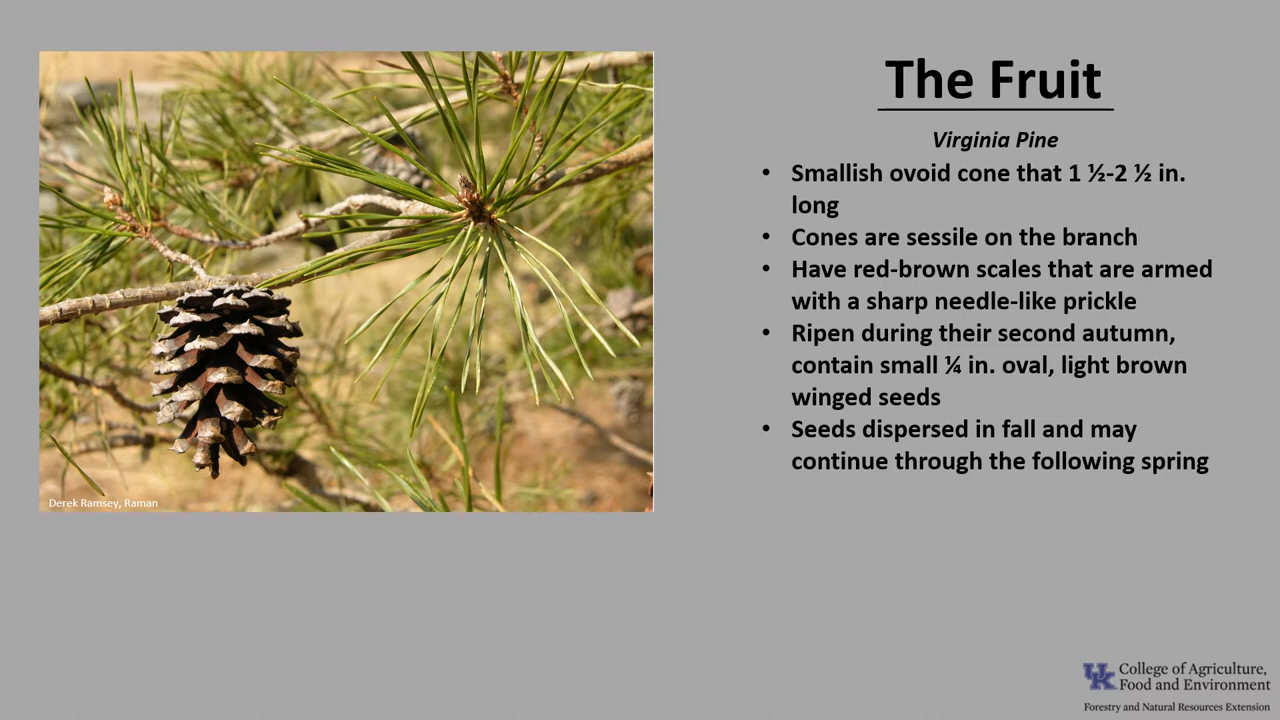 The Fruit
Virginia Pine
• Smallish ovoid cone that 1 ½-2 ½ in.
long
• Cones are sessile on the branch
• Have red-brown scales that are armed
with a sharp needle-like prickle
• Ripen during their second autumn,
contain small ¼ in. oval, light brown
winged seeds
• Seeds dispersed in fall and may
continue through the following spring
Derek Ramsey, Raman
UK College of Agriculture,
Food and Environment
Forestry and Natural Resources Extension